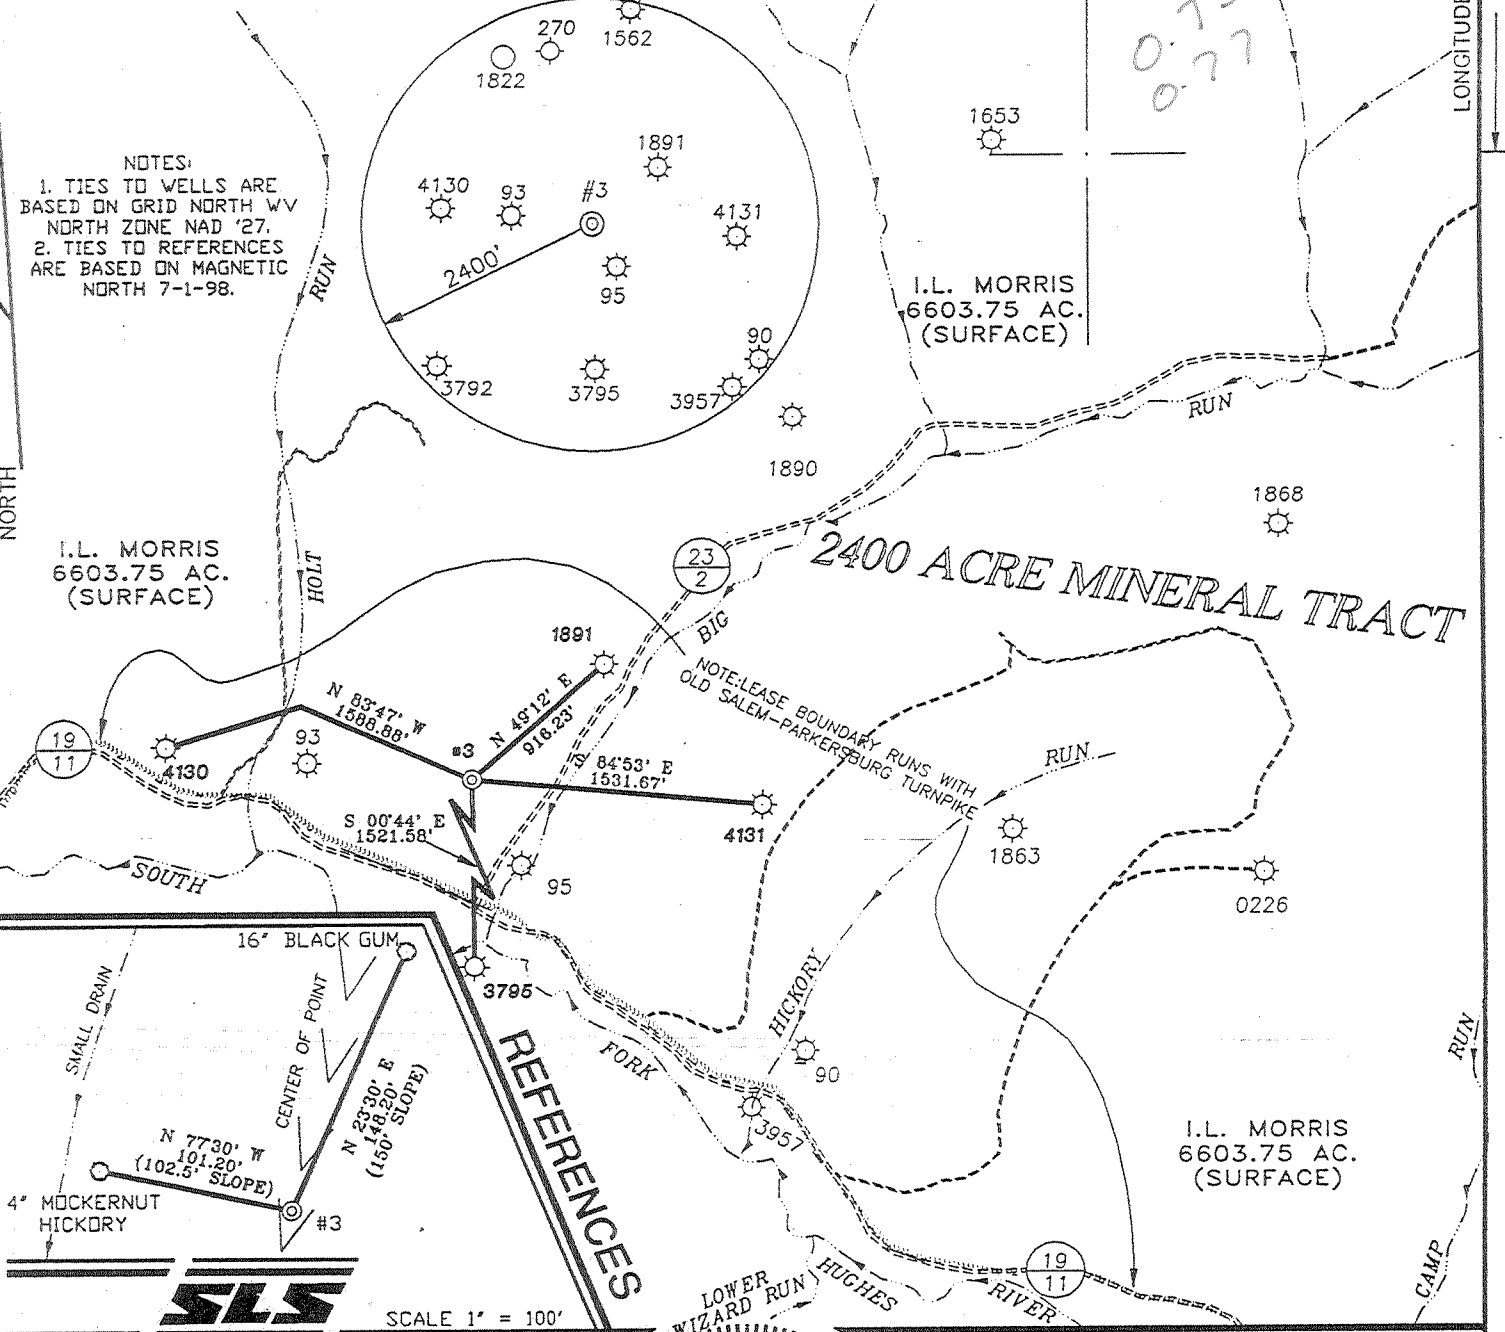 270
1562
1822
0.77
LONGITUDE
1653
NOTES:
1. TIES TO WELLS ARE
BASED ON GRID NORTH WV
NORTH ZONE NAD '27.
2. TIES TO REFERENCES
ARE BASED ON MAGNETIC
NORTH 7-1-98.
RUN
1891
4130
93
#3
4131
2400'
95
I.L. MORRIS
6603.75 AC.
(SURFACE)
90
3792
3795
3957
RUN
1890
1868
NORTH
I.L. MORRIS
6603.75 AC.
(SURFACE)
HOLT
23
2
2400 ACRE MINERAL TRACT
BIG
1891
NOTE:LEASE BOUNDARY RUNS WITH
OLD SALEM-PARKERSBURG TURNPIKE
N 83°47' W
1588.88'
N 49°12' E
916.23'
19
11
93
#3
4130
S 84°53' E
1531.67'
RUN
4131
1863
S 00°44' E
1521.58'
95
SOUTH
0226
16" BLACK GUM
3795
SMALL DRAIN
CENTER OF POINT
HICKORY
FORK
90
RUN
3957
N 23°30' E
148.20'
(150' SLOPE)
N 77°30' W
101.20'
(102.5' SLOPE)
REFERENCES
I.L. MORRIS
6603.75 AC.
(SURFACE)
4" MOCKERNUT
HICKORY
#3
19
11
CAMP
LOWER
WIZARD RUN
HUGHES
RIVER
SLS
SCALE 1" = 100'